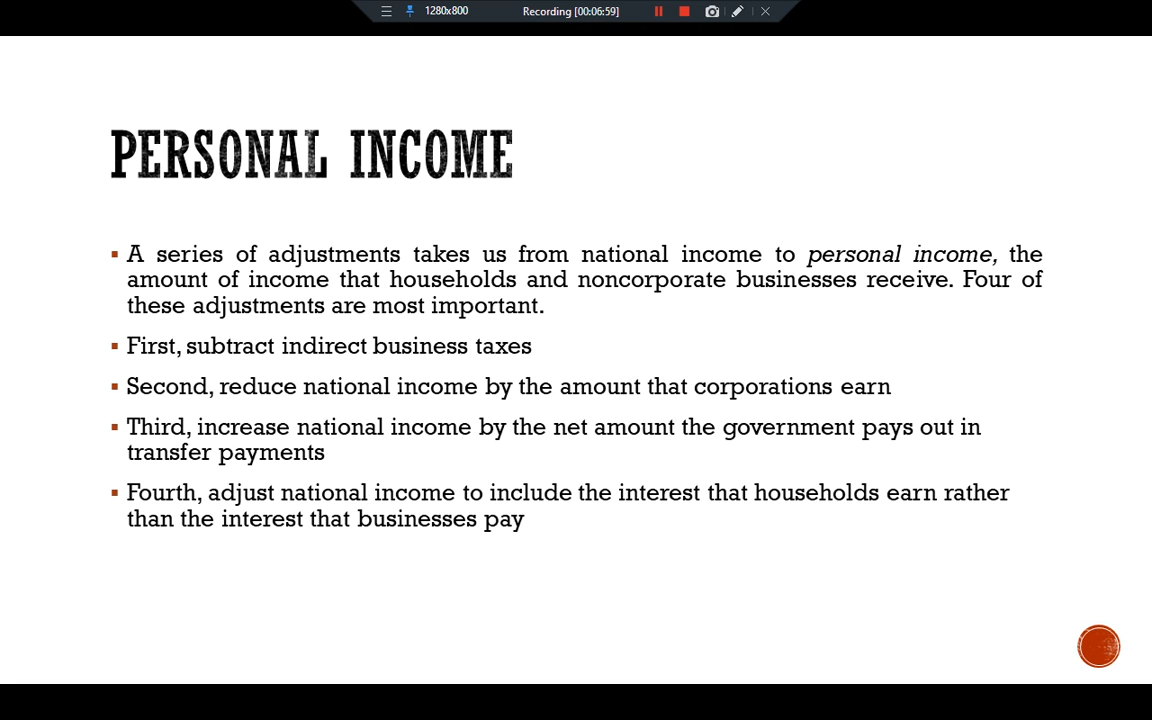 1280x800 Recording [00:06:59]
PERSONAL INCOME
▪ A series of adjustments takes us from national income to personal income, the
amount of income that households and noncorporate businesses receive. Four of
these adjustments are most important.
▪ First, subtract indirect business taxes
▪ Second, reduce national income by the amount that corporations earn
▪ Third, increase national income by the net amount the government pays out in
transfer payments
▪ Fourth, adjust national income to include the interest that households earn rather
than the interest that businesses pay